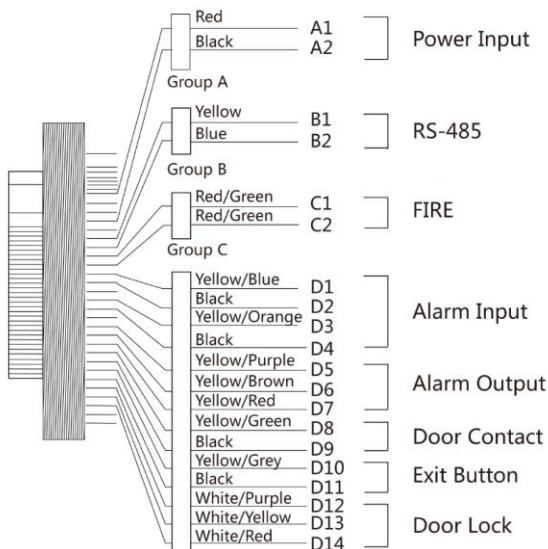 Red A1
Black A2
Power Input
Group A
Yellow B1
Blue B2
RS-485
Group B
Red/Green C1
Red/Green C2
FIRE
Group C
Yellow/Blue D1
Black D2
Yellow/Orange D3
Black D4
Alarm Input
Yellow/Purple D5
Yellow/Brown D6
Yellow/Red D7
Alarm Output
Yellow/Green D8
Black D9
Door Contact
Yellow/Grey D10
Black D11
Exit Button
White/Purple D12
White/Yellow D13
White/Red D14
Door Lock